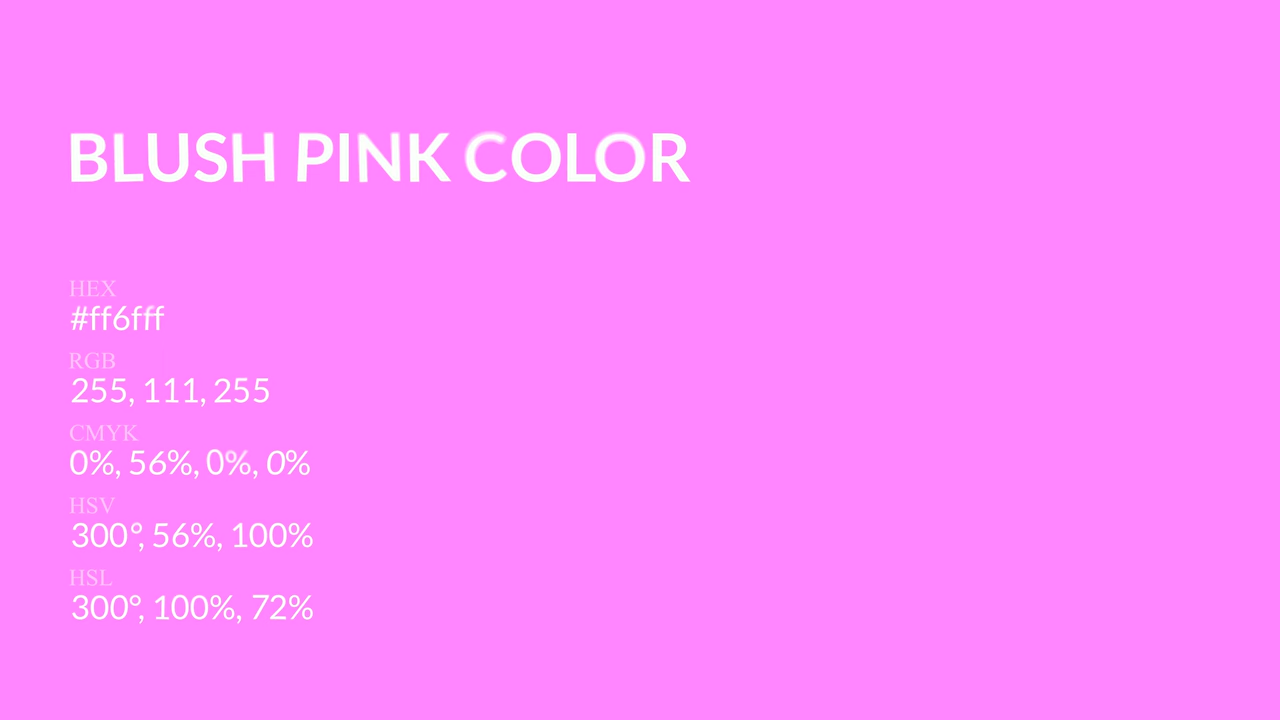 BLUSH PINK COLOR
HEX
#ff6fff
RGB
255, 111, 255
CMYK
0%, 56%, 0%, 0%
HSV
300°, 56%, 100%
HSL
300°, 100%, 72%